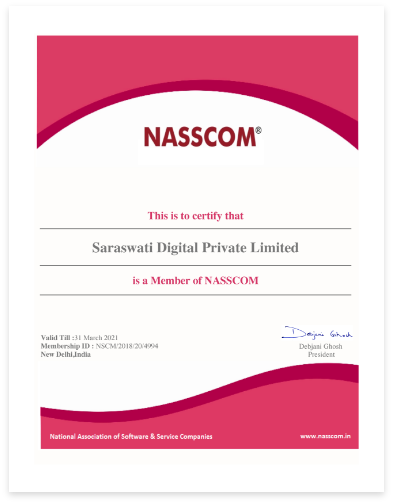 NASSCOM®
This is to certify that
Saraswati Digital Private Limited
is a Member of NASSCOM
Valid Till :31 March 2021
Membership ID : NSCM/2018/20/4994
New Delhi,India
Debjani Ghosh
Debjani Ghosh
President
National Association of Software & Service Companies
www.nasscom.in